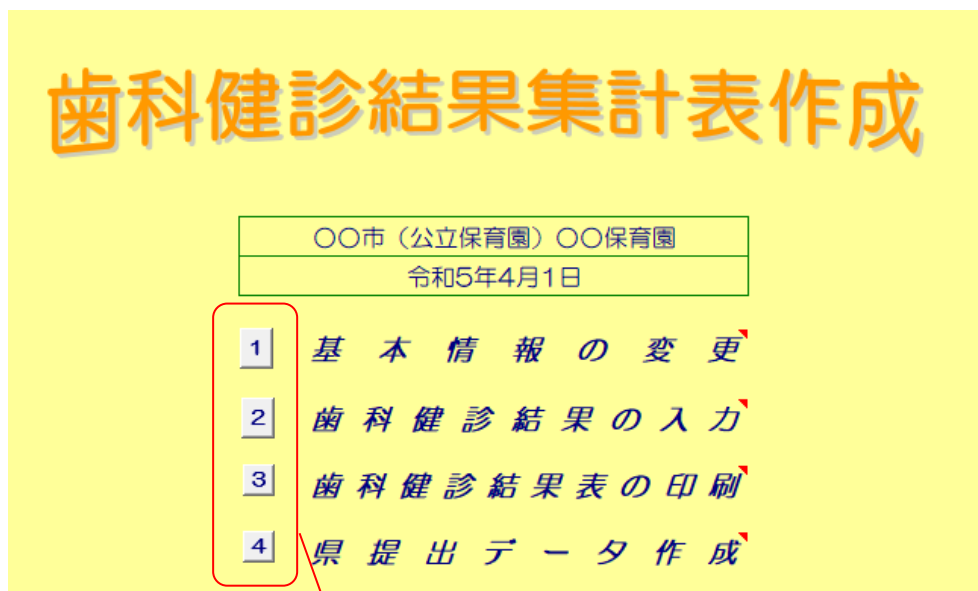 歯科健診結果集計表作成
〇〇市（公立保育園）〇〇保育園
令和5年4月1日
1 基本情報の変更
2 歯科健診結果の入力
3 歯科健診結果表の印刷
4 県提出データ作成